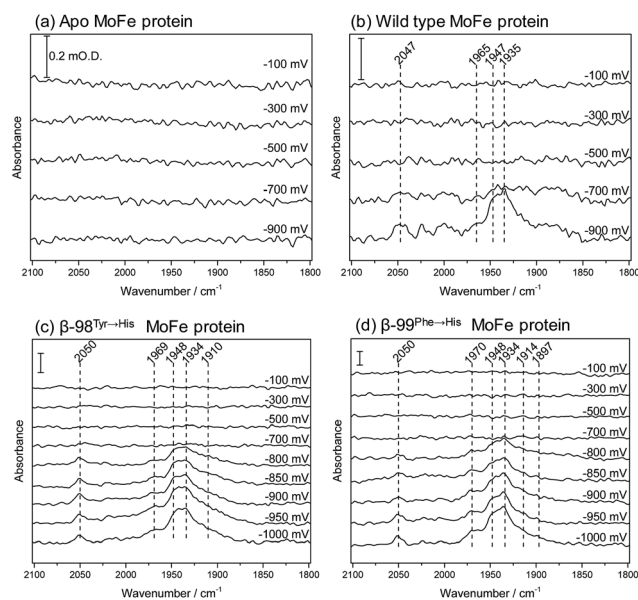 (a) Apo MoFe protein
0.2 mO.D.
-100 mV
-300 mV
-500 mV
-700 mV
-900 mV
Absorbance
2100 2050 2000 1950 1900 1850 1800
Wavenumber / cm-1
(b) Wild type MoFe protein
2047 1965 1947 1935
-100 mV
-300 mV
-500 mV
-700 mV
-900 mV
Absorbance
2100 2050 2000 1950 1900 1850 1800
Wavenumber / cm-1
(c) β-98Tyr→His MoFe protein
2050 1969 1948 1934 1910
-100 mV
-300 mV
-500 mV
-700 mV
-800 mV
-850 mV
-900 mV
-950 mV
-1000 mV
Absorbance
2100 2050 2000 1950 1900 1850 1800
Wavenumber / cm-1
(d) β-99Phe→His MoFe protein
2050 1970 1948 1934 1914 1897
-100 mV
-300 mV
-500 mV
-700 mV
-800 mV
-850 mV
-900 mV
-950 mV
-1000 mV
Absorbance
2100 2050 2000 1950 1900 1850 1800
Wavenumber / cm-1